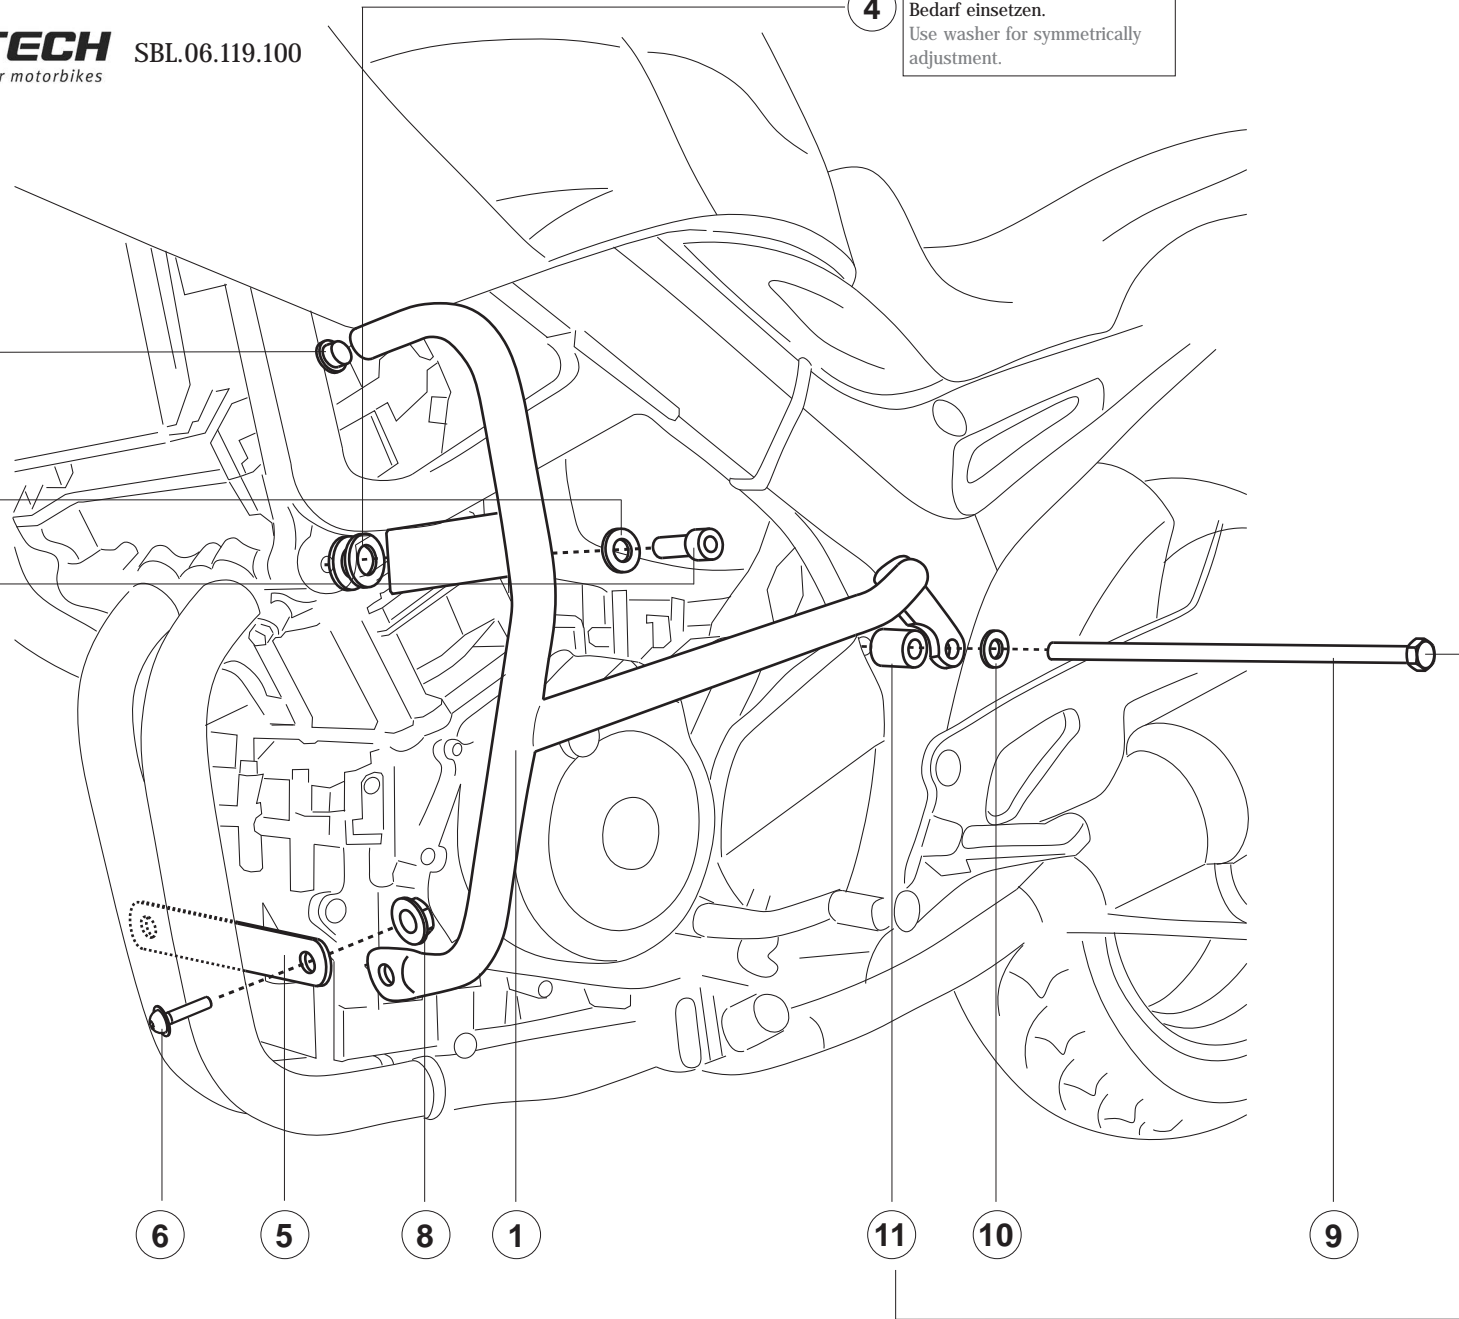 TECH SBL.06.119.100
r motorbikes
4
Bedarf einsetzen.
Use washer for symmetrically
adjustment.
6 5 8 1 11 10 9